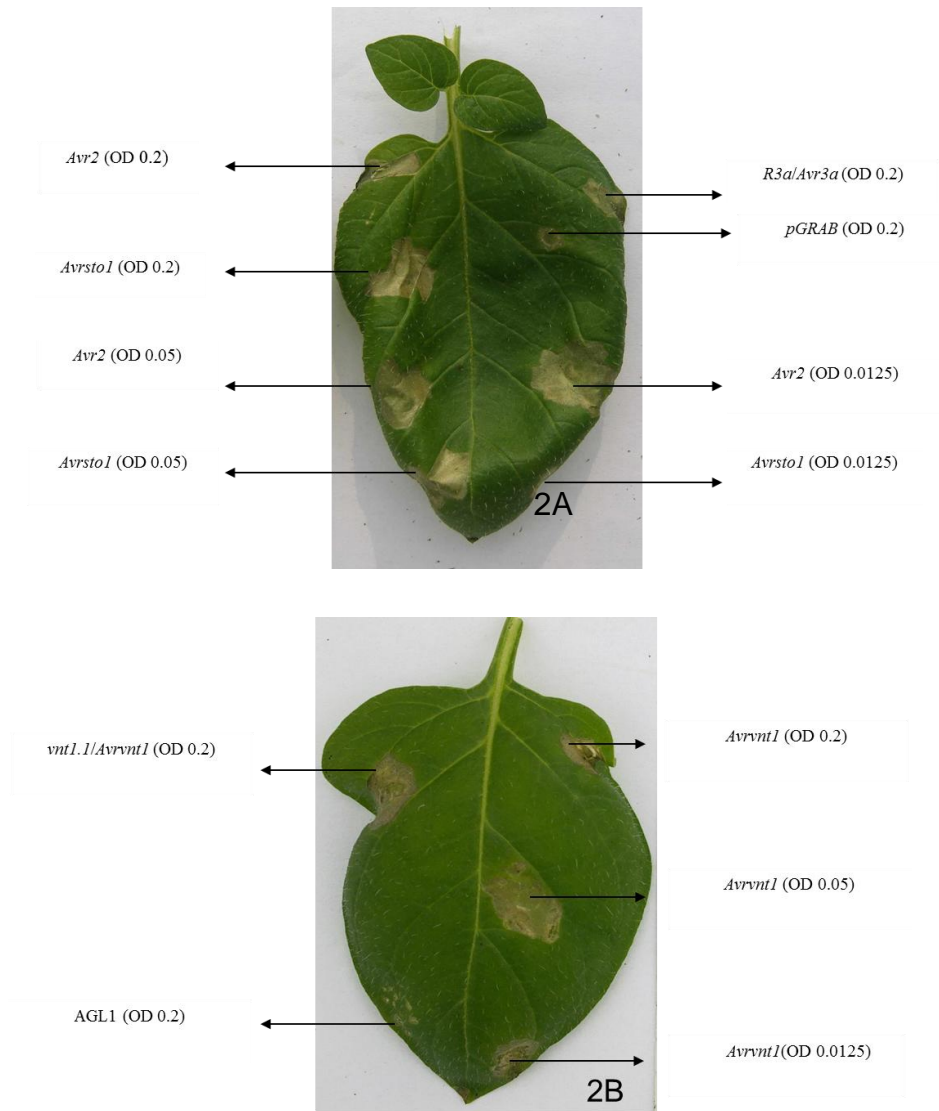 Avr2 (OD 0.2)
R3a/Avr3a (OD 0.2)
pGRAB (OD 0.2)
Avrsto1 (OD 0.2)
Avr2 (OD 0.05)
Avr2 (OD 0.0125)
Avrsto1 (OD 0.05)
Avrsto1 (OD 0.0125)
2A
vnt1.1/Avrvnt1 (OD 0.2)
Avrvnt1 (OD 0.2)
Avrvnt1 (OD 0.05)
AGL1 (OD 0.2)
Avrvnt1(OD 0.0125)
2B